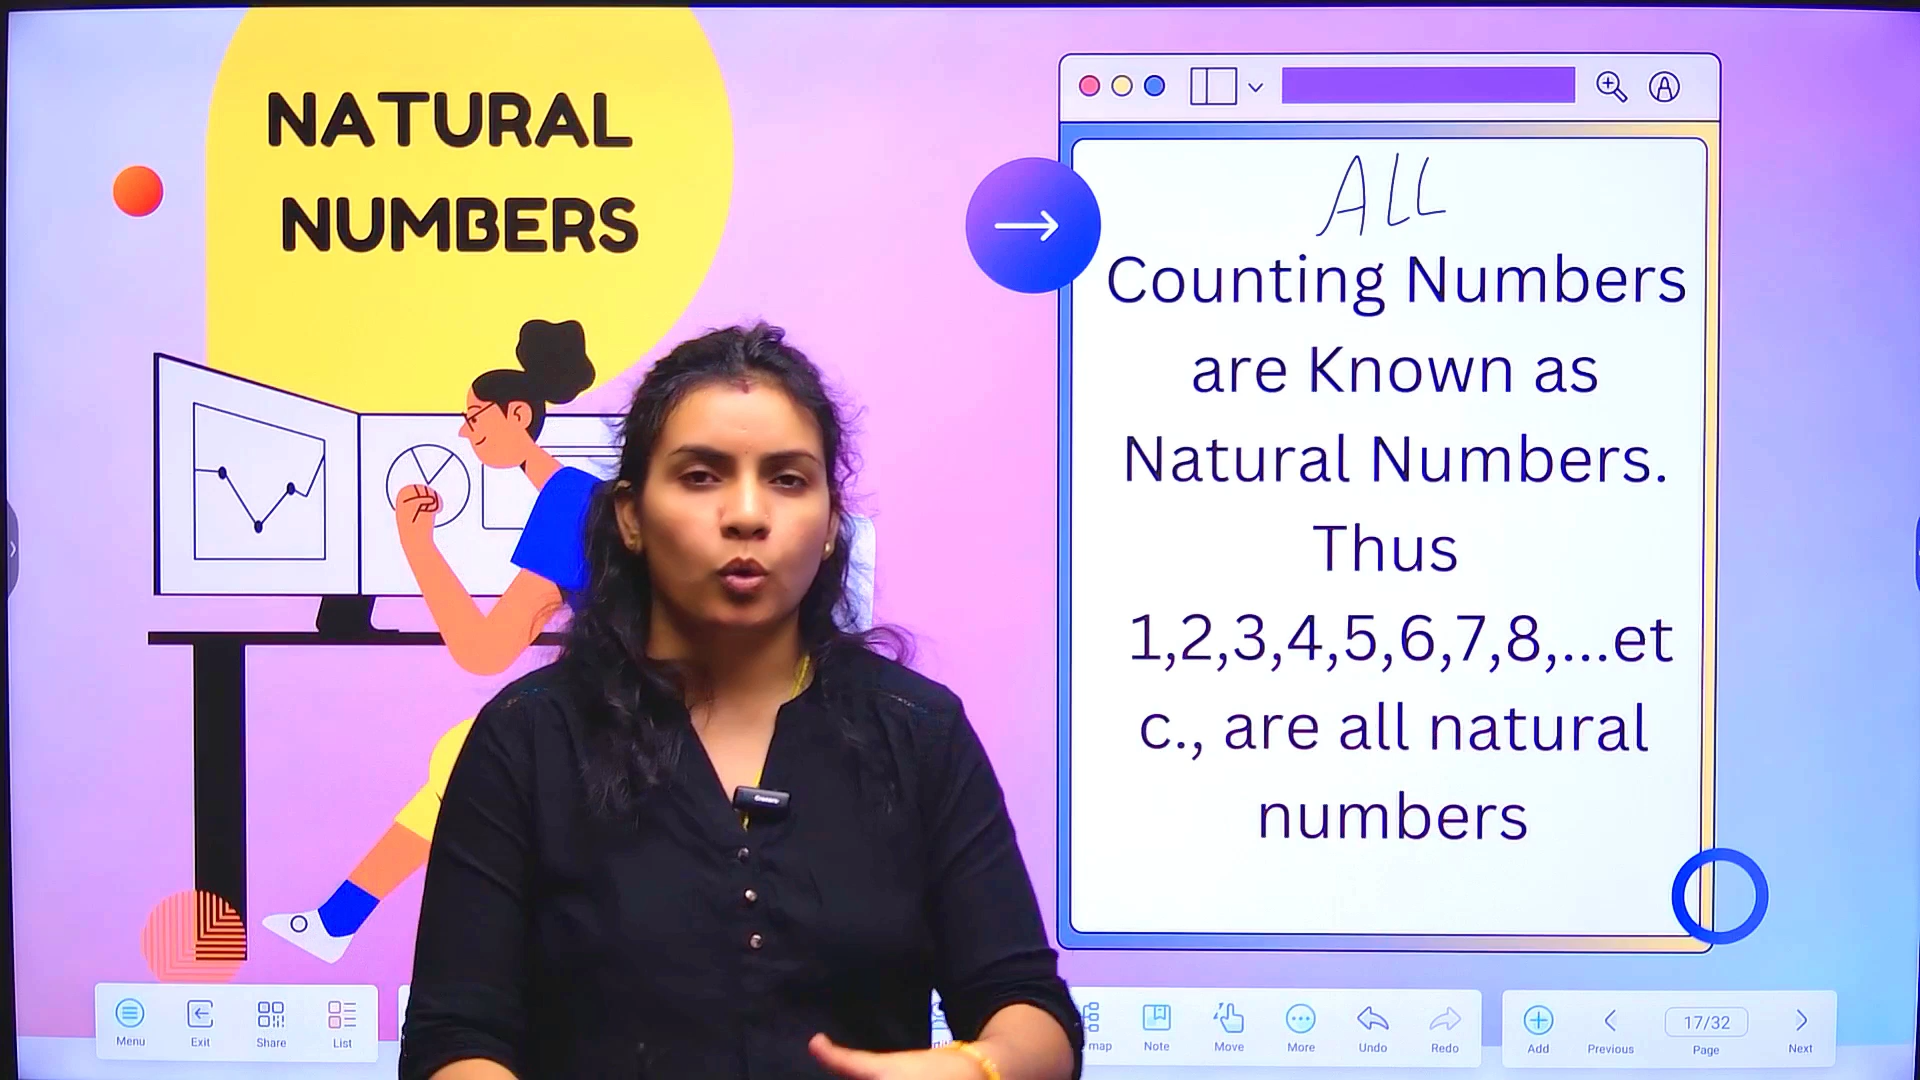 NATURAL
NUMBERS
ALL
Counting Numbers
are Known as
Natural Numbers.
Thus
1,2,3,4,5,6,7,8,...et
c., are all natural
numbers
Menu
Exit
Share
List
map
Note
Move
More
Undo
Redo
Add
Previous
17/32
Page
Next